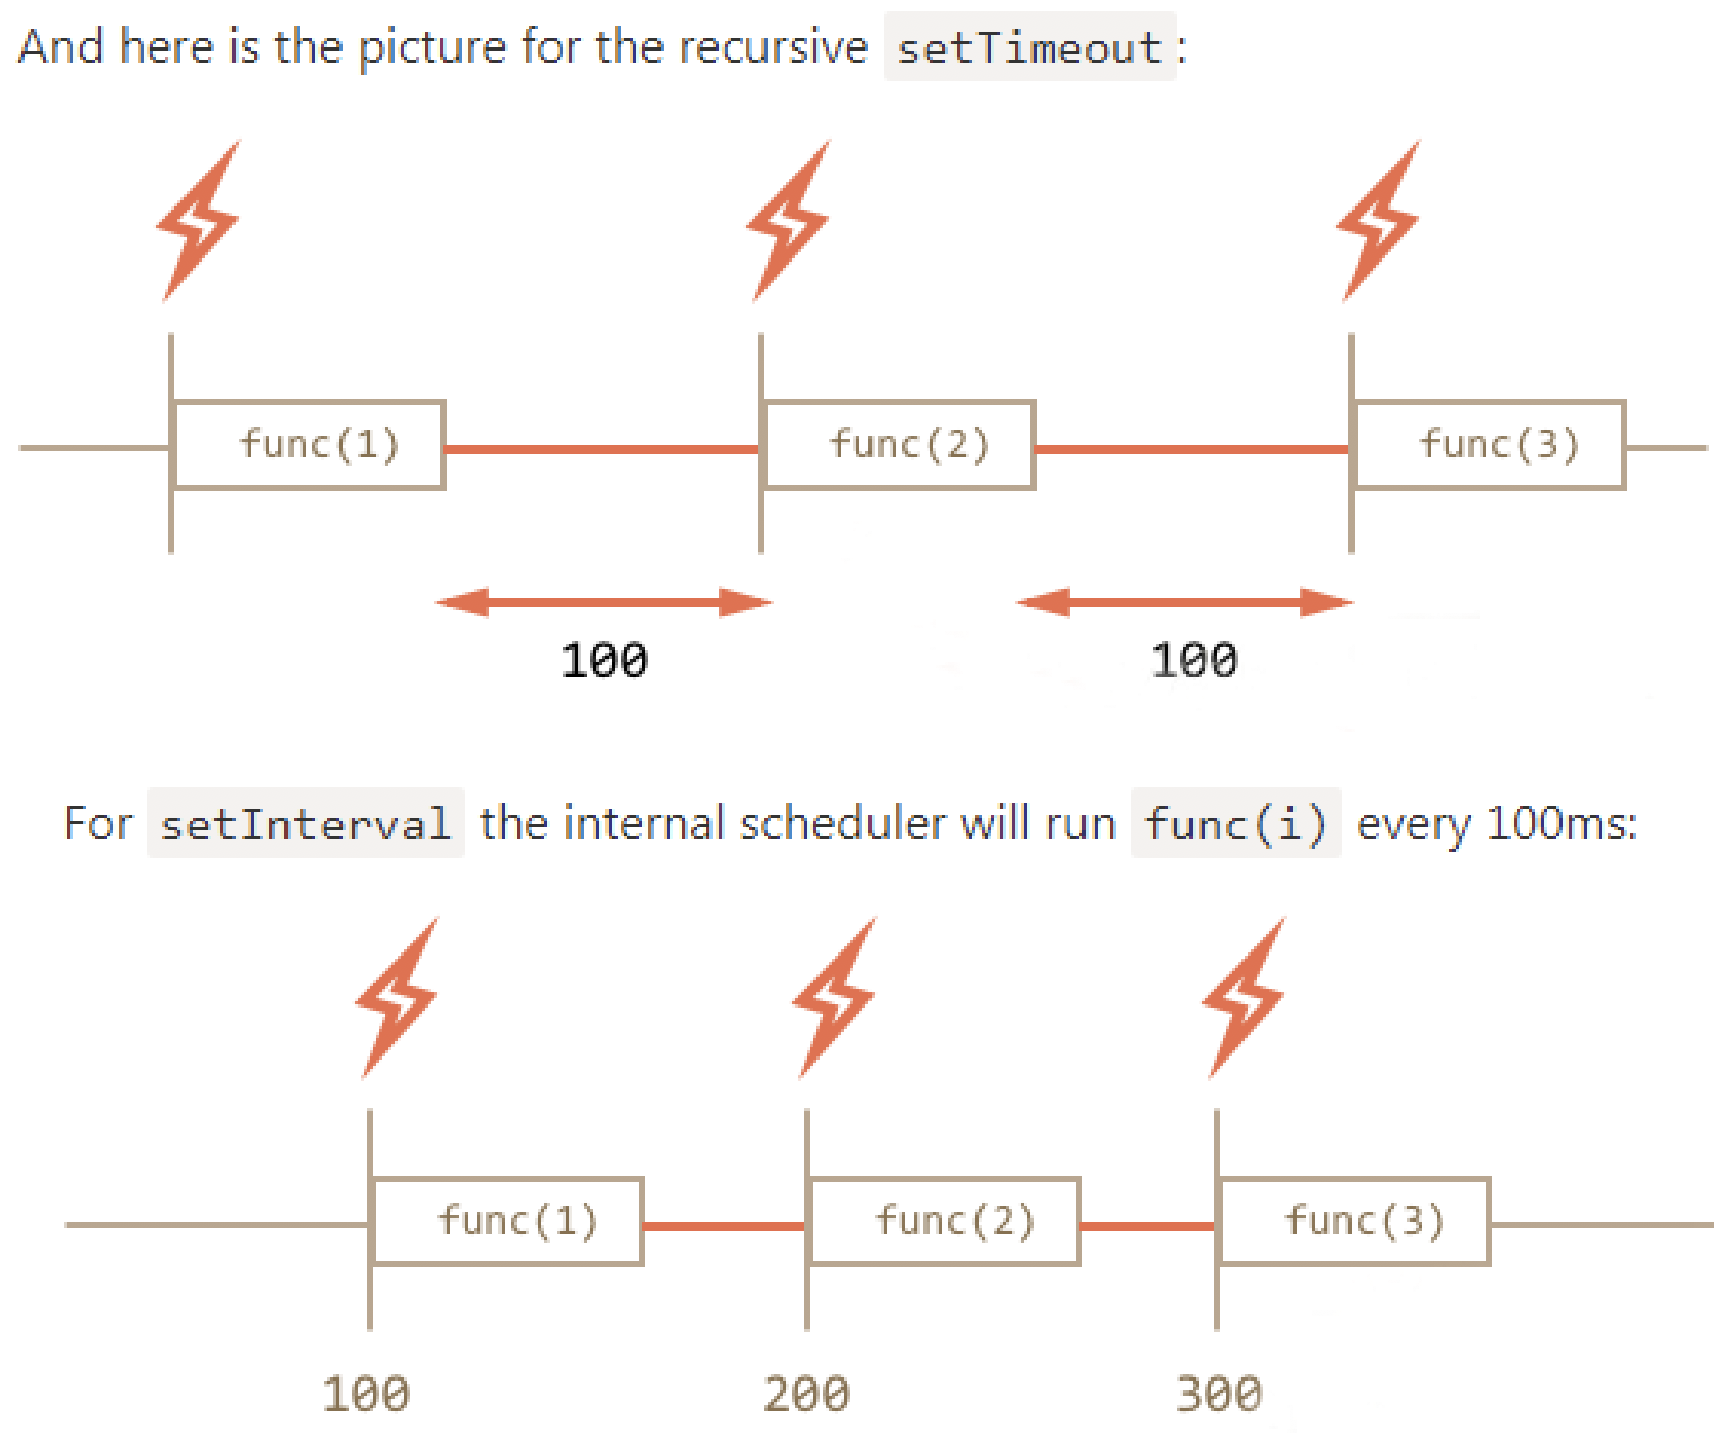 And here is the picture for the recursive setTimeout:
func(1) func(2) func(3)
100 100
For setInterval the internal scheduler will run func(i) every 100ms:
func(1) func(2) func(3)
100 200 300